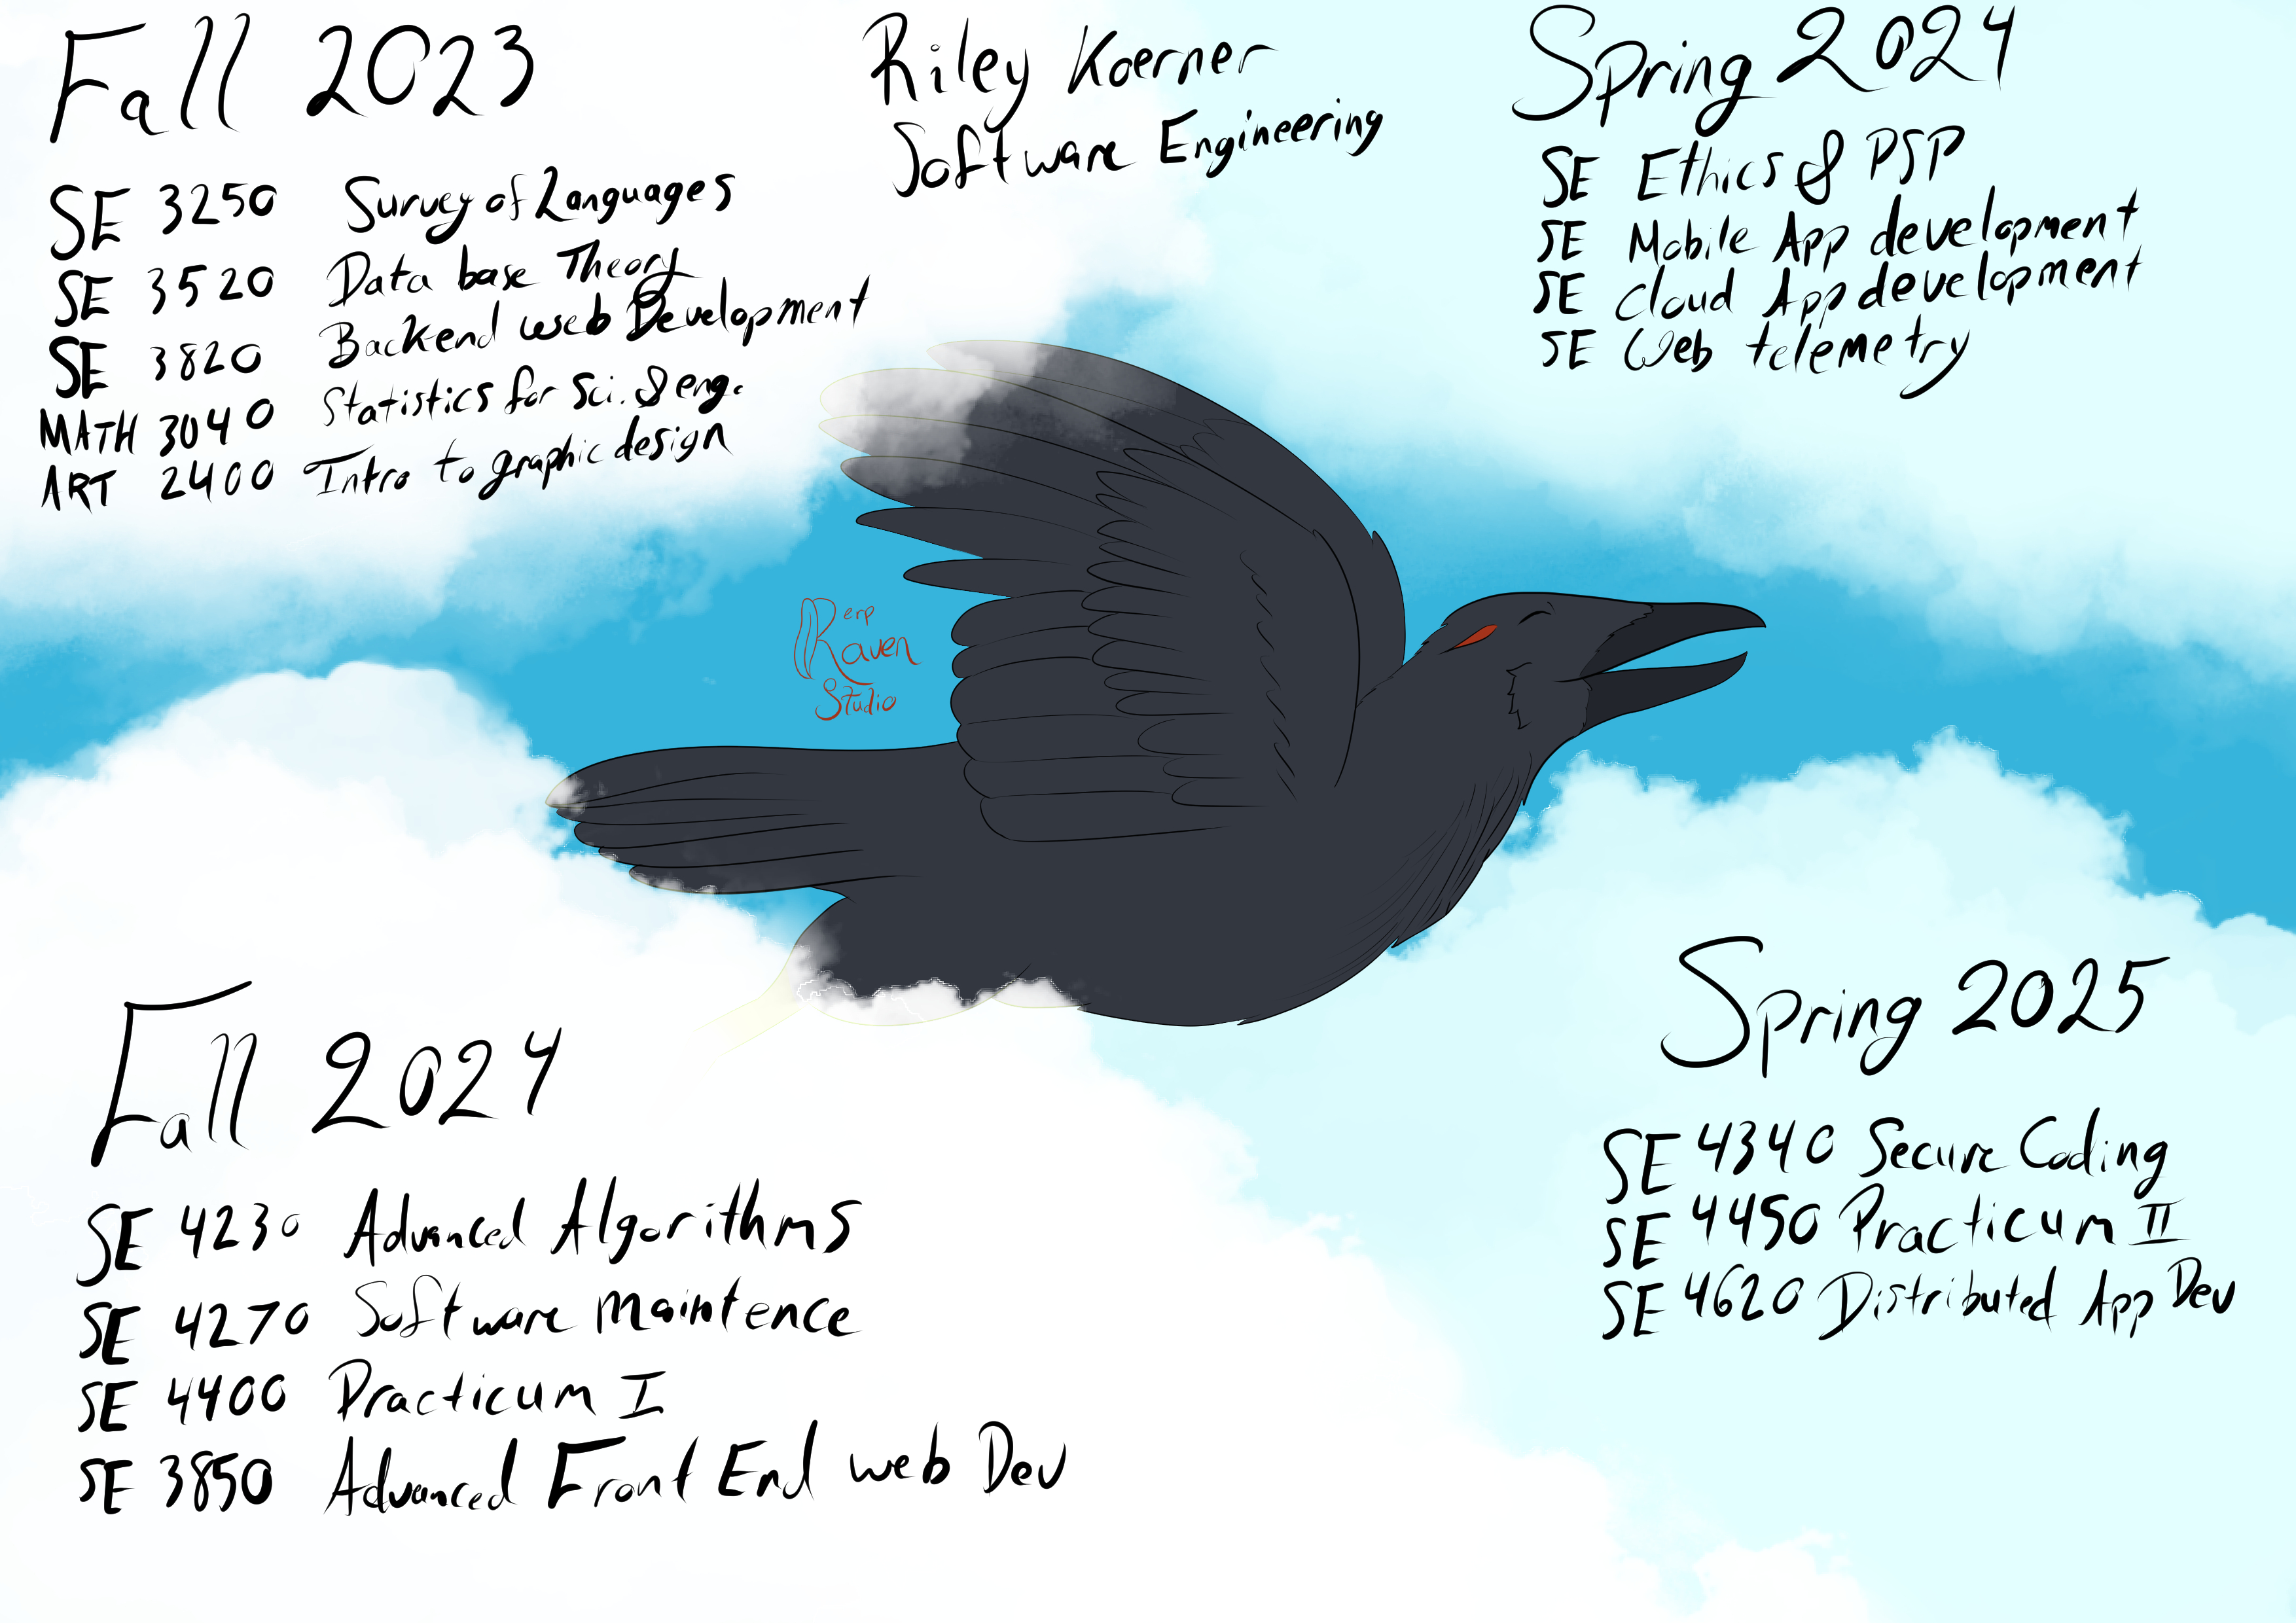 Fall 2023
SE 3250 Survey of Languages
SE 3520 Data base Theory
SE 3820 Backend web Development
MATH 3040 Statistics for sci. & eng.
ART 2400 Intro to graphic design
Riley Koerner
Software Engineering
Spring 2024
SE Ethics & PSP
SE Mobile App development
SE Cloud App development
SE Web telemetry
Derp
Raven
Studio
Fall 2024
SE 4230 Advanced Algorithms
SE 4270 Software Maintence
SE 4400 Practicum I
SE 3850 Advanced Front End web Dev
Spring 2025
SE 4340 Secure Coding
SE 4450 Practicum II
SE 4620 Distributed App Dev